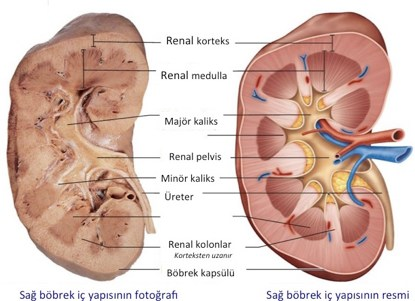 Renal korteks
Renal medulla
Majör kaliks
Renal pelvis
Minör kaliks
Üreter
Renal kolonlar
Korteksten uzanır
Böbrek kapsülü
Sağ böbrek iç yapısının fotoğrafı
Sağ böbrek iç yapısının resmi